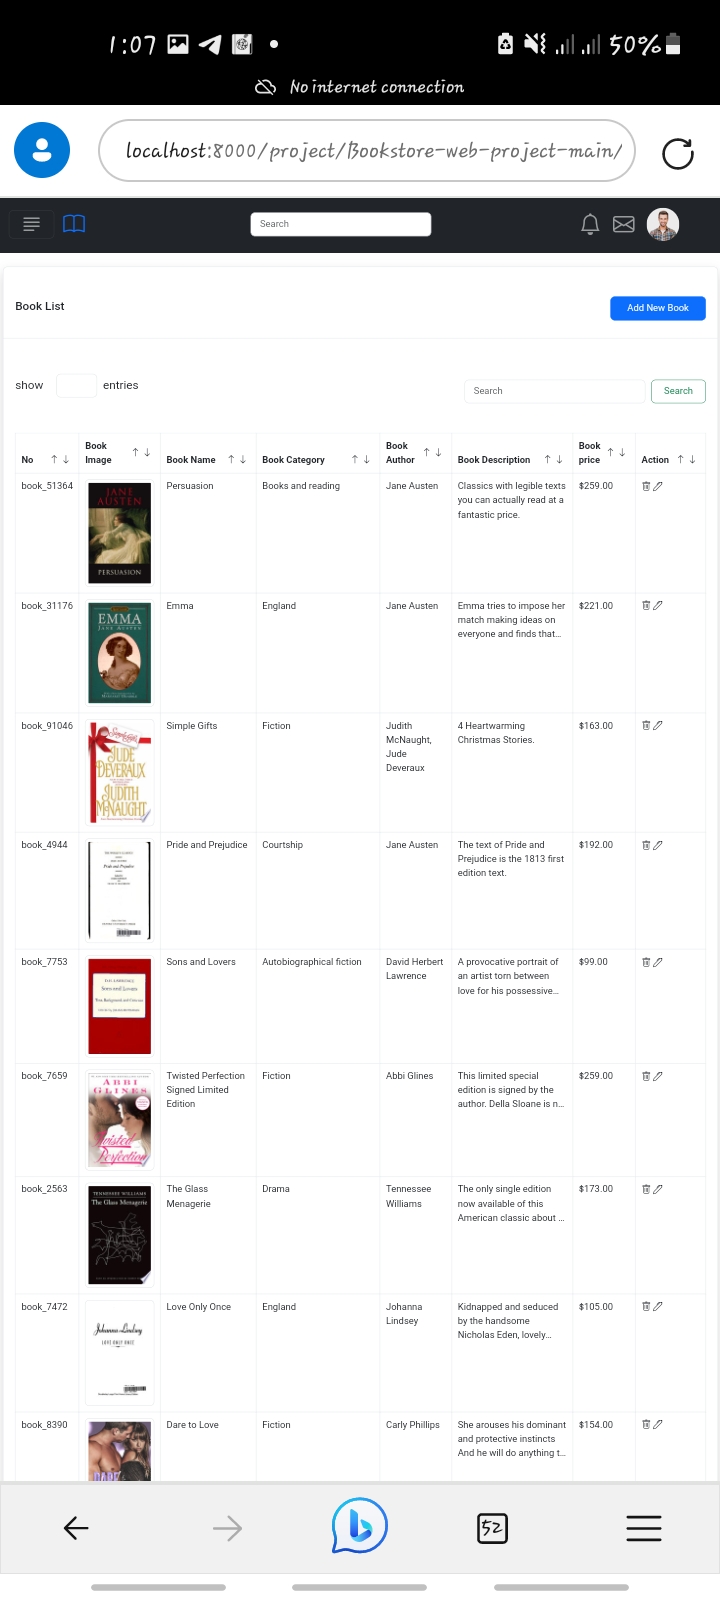 1:07
50%
No internet connection
localhost:8000/project/Bookstore-web-project-main/
Search
Book List
Add New Book
show entries
Search
Search
No
Book Image
Book Name
Book Category
Book Author
Book Description
Book price
Action
book_51364
JANE
AUSTEN
PERSUASION
Persuasion
Books and reading
Jane Austen
Classics with legible texts
you can actually read at a
fantastic price.
$259.00
book_31176
EMMA
JANE AUSTEN
Emma
England
Jane Austen
Emma tries to impose her
match making ideas on
everyone and finds that...
$221.00
book_91046
Simple Gifts
JUDE
DEVERAUX
JUDITH
McNAUGHT
Simple Gifts
Fiction
Judith
McNaught,
Jude
Deveraux
4 Heartwarming
Christmas Stories.
$163.00
book_4944
Pride and Prejudice
Pride and Prejudice
Courtship
Jane Austen
The text of Pride and
Prejudice is the 1813 first
edition text.
$192.00
book_7753
Sons and Lovers
Sons and Lovers
Autobiographical fiction
David Herbert
Lawrence
A provocative portrait of
an artist torn between
love for his possessive...
$99.00
book_7659
ABBI
GLINES
Twisted
Perfection
Twisted Perfection
Signed Limited
Edition
Fiction
Abbi Glines
This limited special
edition is signed by the
author. Della Sloane is n...
$259.00
book_2563
TENNESSEE WILLIAMS
The Glass Menagerie
The Glass
Menagerie
Drama
Tennessee
Williams
The only single edition
now available of this
American classic about ...
$173.00
book_7472
Johanna Lindsey
LOVE ONLY ONCE
Love Only Once
England
Johanna
Lindsey
Kidnapped and seduced
by the handsome
Nicholas Eden, lovely...
$105.00
book_8390
DARE
Dare to Love
Fiction
Carly Phillips
She arouses his dominant
and protective instincts
And he will do anything t...
$154.00
52